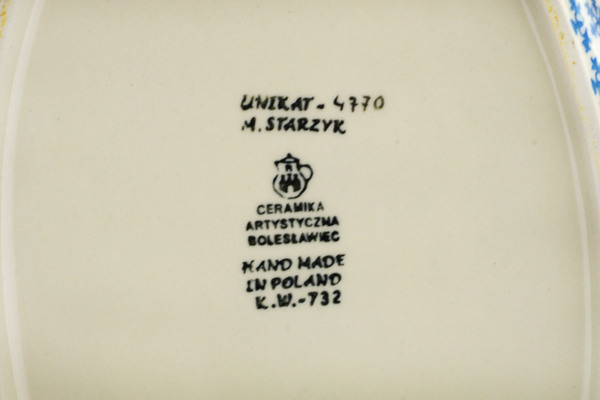 UNIKAT - 4770
M. STARZYK
CERAMIKA
ARTYSTYCZNA
BOLESŁAWIEC
HAND MADE
IN POLAND
K.W.-732